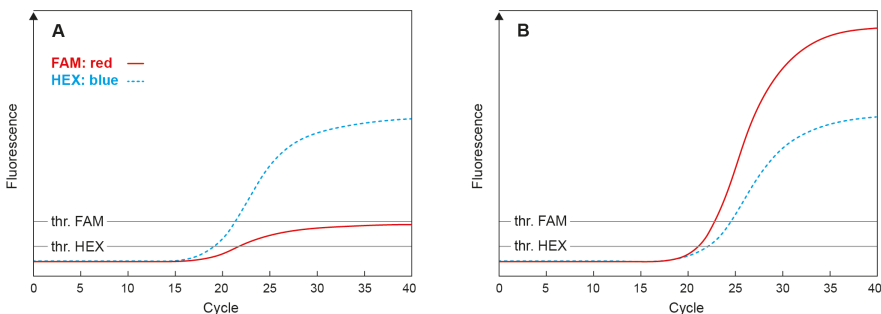 A
FAM: red
HEX: blue
Fluorescence
thr. FAM
thr. HEX
0 5 10 15 20 25 30 35 40
Cycle
B
Fluorescence
thr. FAM
thr. HEX
0 5 10 15 20 25 30 35 40
Cycle